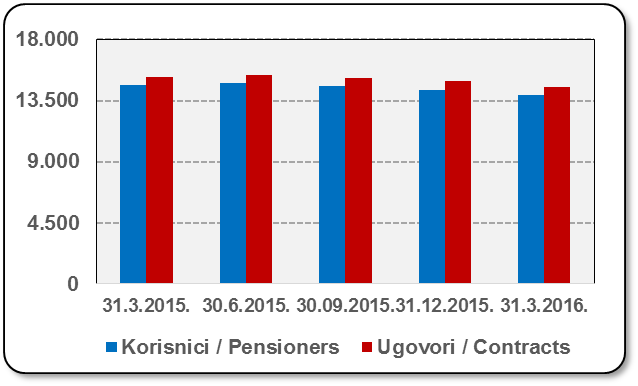 18.000
13.500
9.000
4.500
0
31.3.2015. 30.6.2015. 30.09.2015. 31.12.2015. 31.3.2016.
Korisnici / Pensioners Ugovori / Contracts